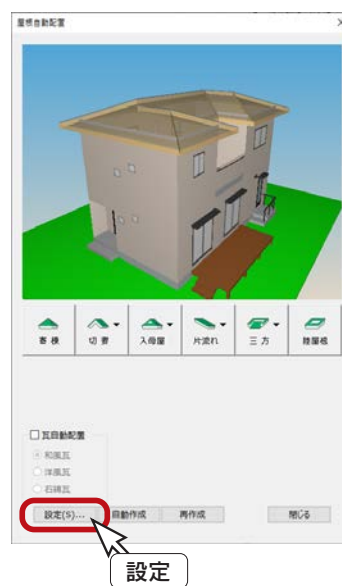 屋根自動配置
寄棟 切妻 入母屋 片流れ 三方 陸屋根
瓦自動配置
和風瓦
洋風瓦
石綿瓦
設定(S)... 自動作成 再作成 閉じる
設定